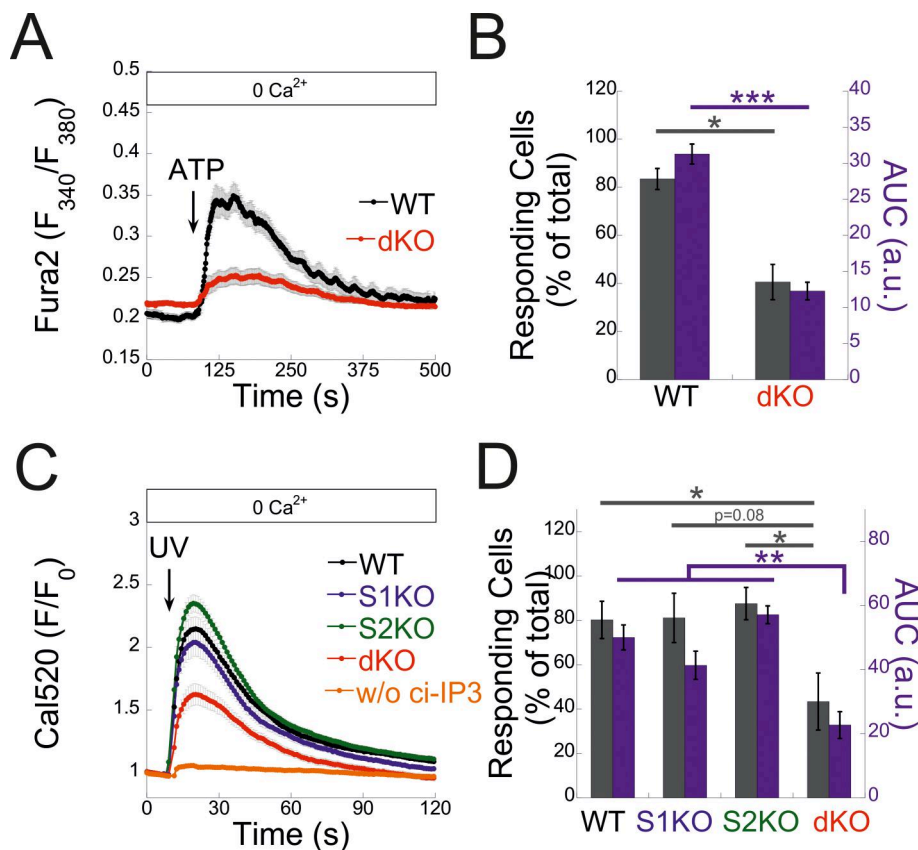 A
0 Ca2+
Fura2 (F340/F380)
0.5
0.45
0.4
0.35
0.3
0.25
0.2
0.15
ATP
WT
dKO
0
125
250
375
500
Time (s)
B
Responding Cells
(% of total)
120
100
80
60
40
20
0
***
*
40
35
30
25
20
15
10
5
0
AUC (a.u.)
WT
dKO
C
0 Ca2+
Cal520 (F/F0)
3
2.5
2
1.5
1
UV
WT
S1KO
S2KO
dKO
w/o ci-IP3
0
30
60
90
120
Time (s)
D
Responding Cells
(% of total)
120
100
80
60
40
20
0
*
p=0.08
*
**
80
60
40
20
0
AUC (a.u.)
WT
S1KO
S2KO
dKO